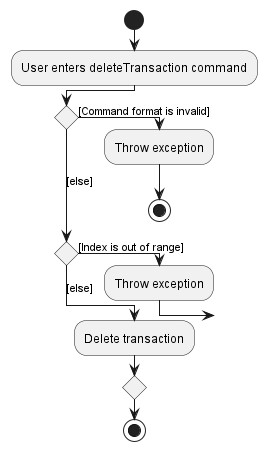 User enters deleteTransaction command
[Command format is invalid]
Throw exception
[else]
[Index is out of range]
Throw exception
[else]
Delete transaction